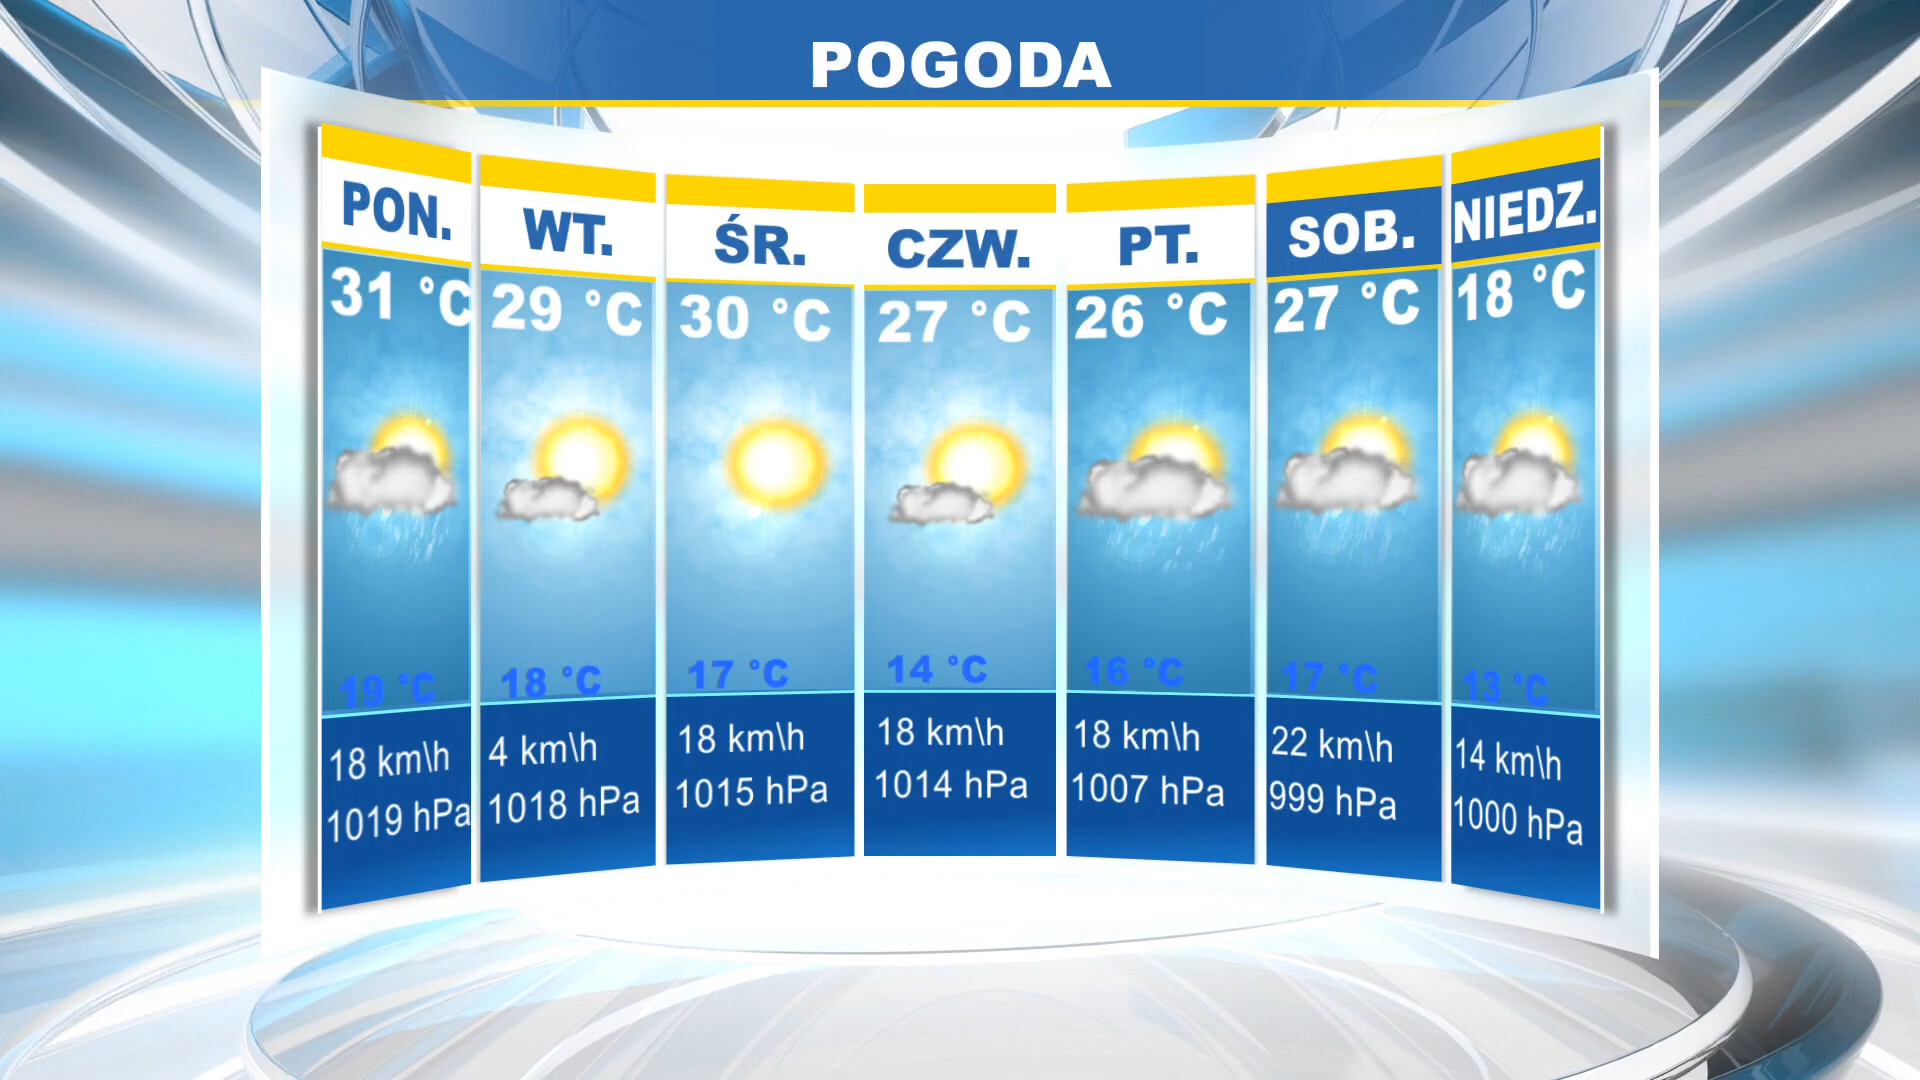 POGODA
PON.
31 °C
19 °C
18 km\h
1019 hPa
WT.
29 °C
18 °C
4 km\h
1018 hPa
ŚR.
30 °C
17 °C
18 km\h
1015 hPa
CZW.
27 °C
14 °C
18 km\h
1014 hPa
PT.
26 °C
16 °C
18 km\h
1007 hPa
SOB.
27 °C
17 °C
22 km\h
999 hPa
NIEDZ.
18 °C
13 °C
14 km\h
1000 hPa